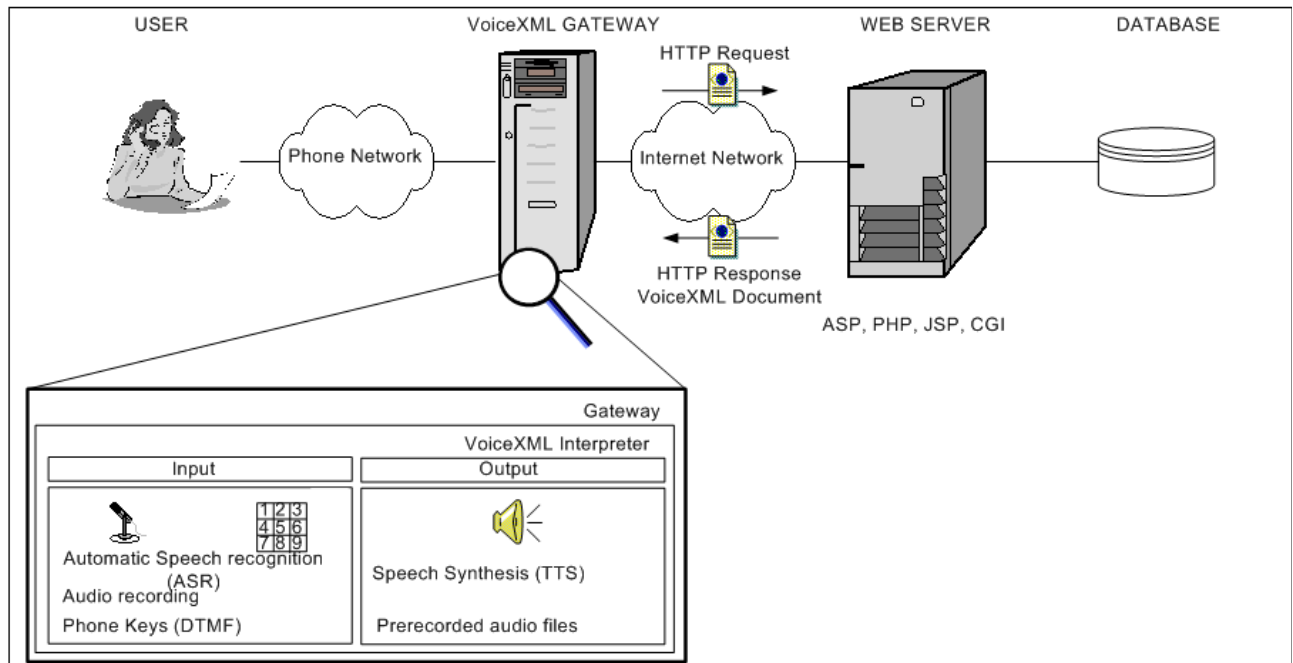 USER
VoiceXML GATEWAY
WEB SERVER
DATABASE
HTTP Request
Phone Network
Internet Network
HTTP Response
VoiceXML Document
ASP, PHP, JSP, CGI
Gateway
VoiceXML Interpreter
Input
Output
1 2 3
4 5 6
7 8 9
Automatic Speech recognition
(ASR)
Audio recording
Phone Keys (DTMF)
Speech Synthesis (TTS)
Prerecorded audio files